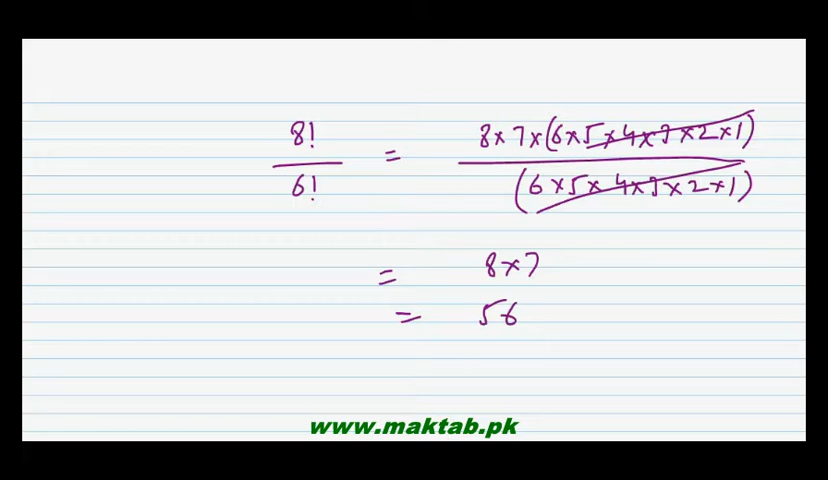 8! / 6! = 8×7×(6×5×4×3×2×1) / (6×5×4×3×2×1)
= 8×7
= 56
www.maktab.pk